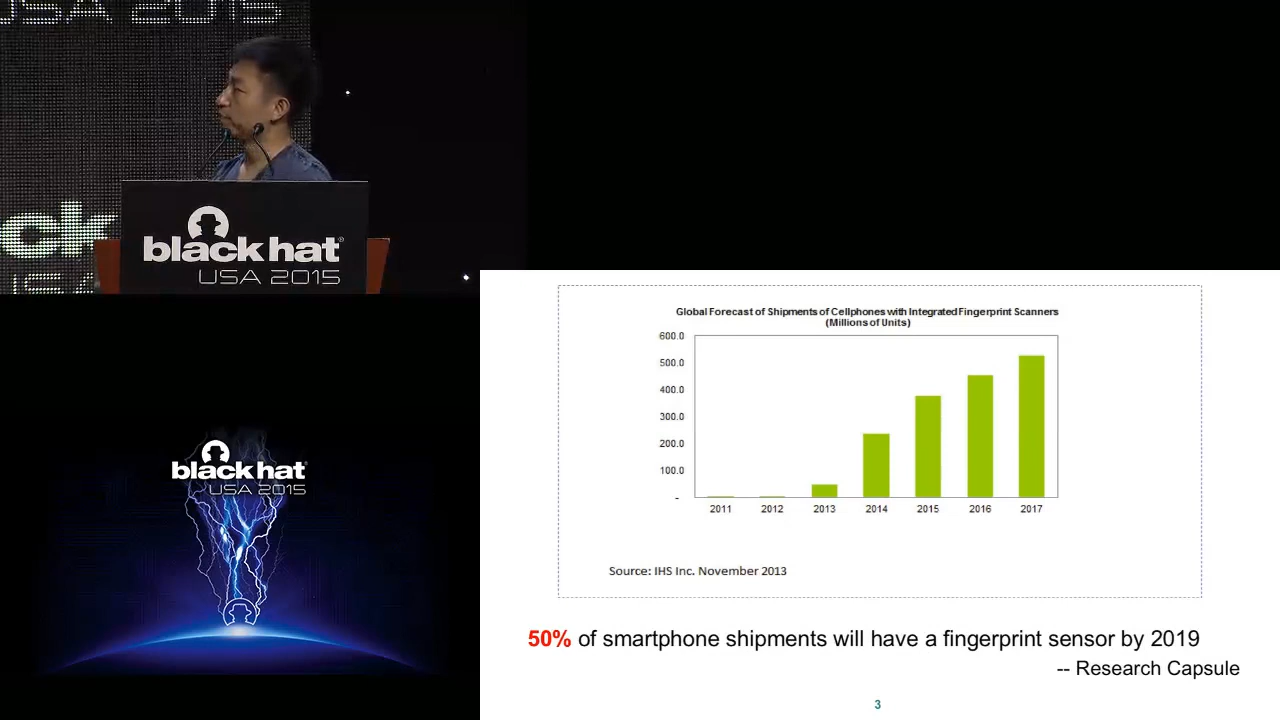 USA 2015
ck
black hat
USA 2015
black hat
USA 2015
Global Forecast of Shipments of Cellphones with Integrated Fingerprint Scanners
(Millions of Units)
600.0
500.0
400.0
300.0
200.0
100.0
-
2011 2012 2013 2014 2015 2016 2017
Source: IHS Inc. November 2013
50% of smartphone shipments will have a fingerprint sensor by 2019
-- Research Capsule
3